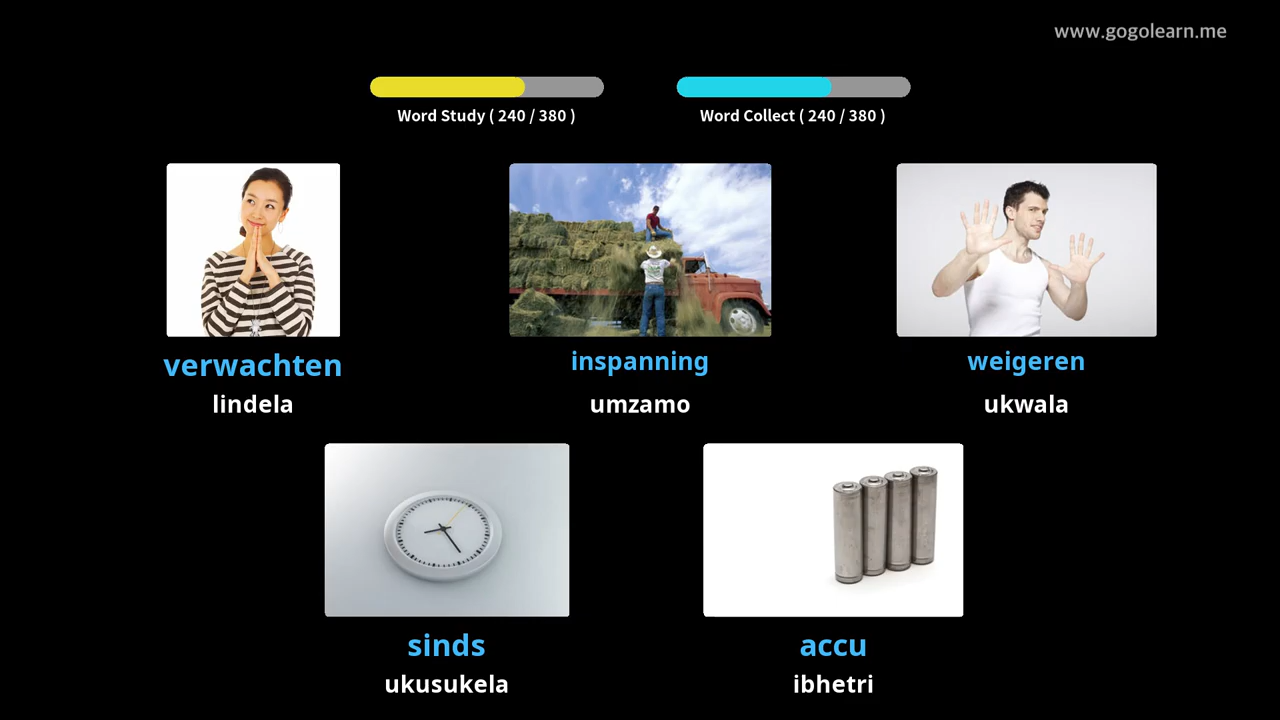 www.gogolearn.me
Word Study ( 240 / 380 )
Word Collect ( 240 / 380 )
verwachten
lindela
inspanning
umzamo
weigeren
ukwala
sinds
ukusukela
accu
ibhetri